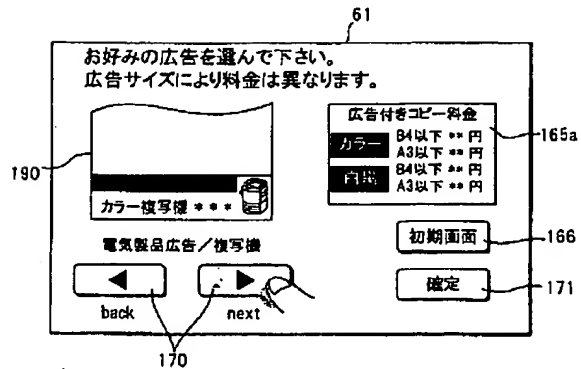 61
お好みの広告を選んで下さい。
広告サイズにより料金は異なります。
190
カラー複写機 * * *
広告付きコピー料金
カラー B4以下 ** 円
A3以下 ** 円
白黒 B4以下 ** 円
A3以下 ** 円
165a
電気製品広告／複写機
初期画面
166
back
next
確定
171
170